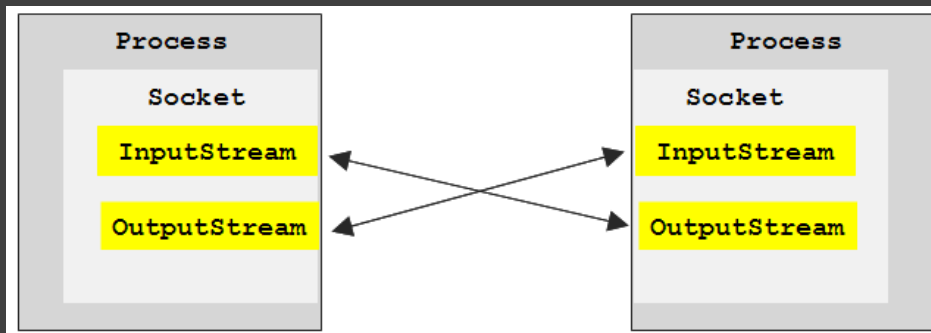 Process
Socket
InputStream
OutputStream
Process
Socket
InputStream
OutputStream